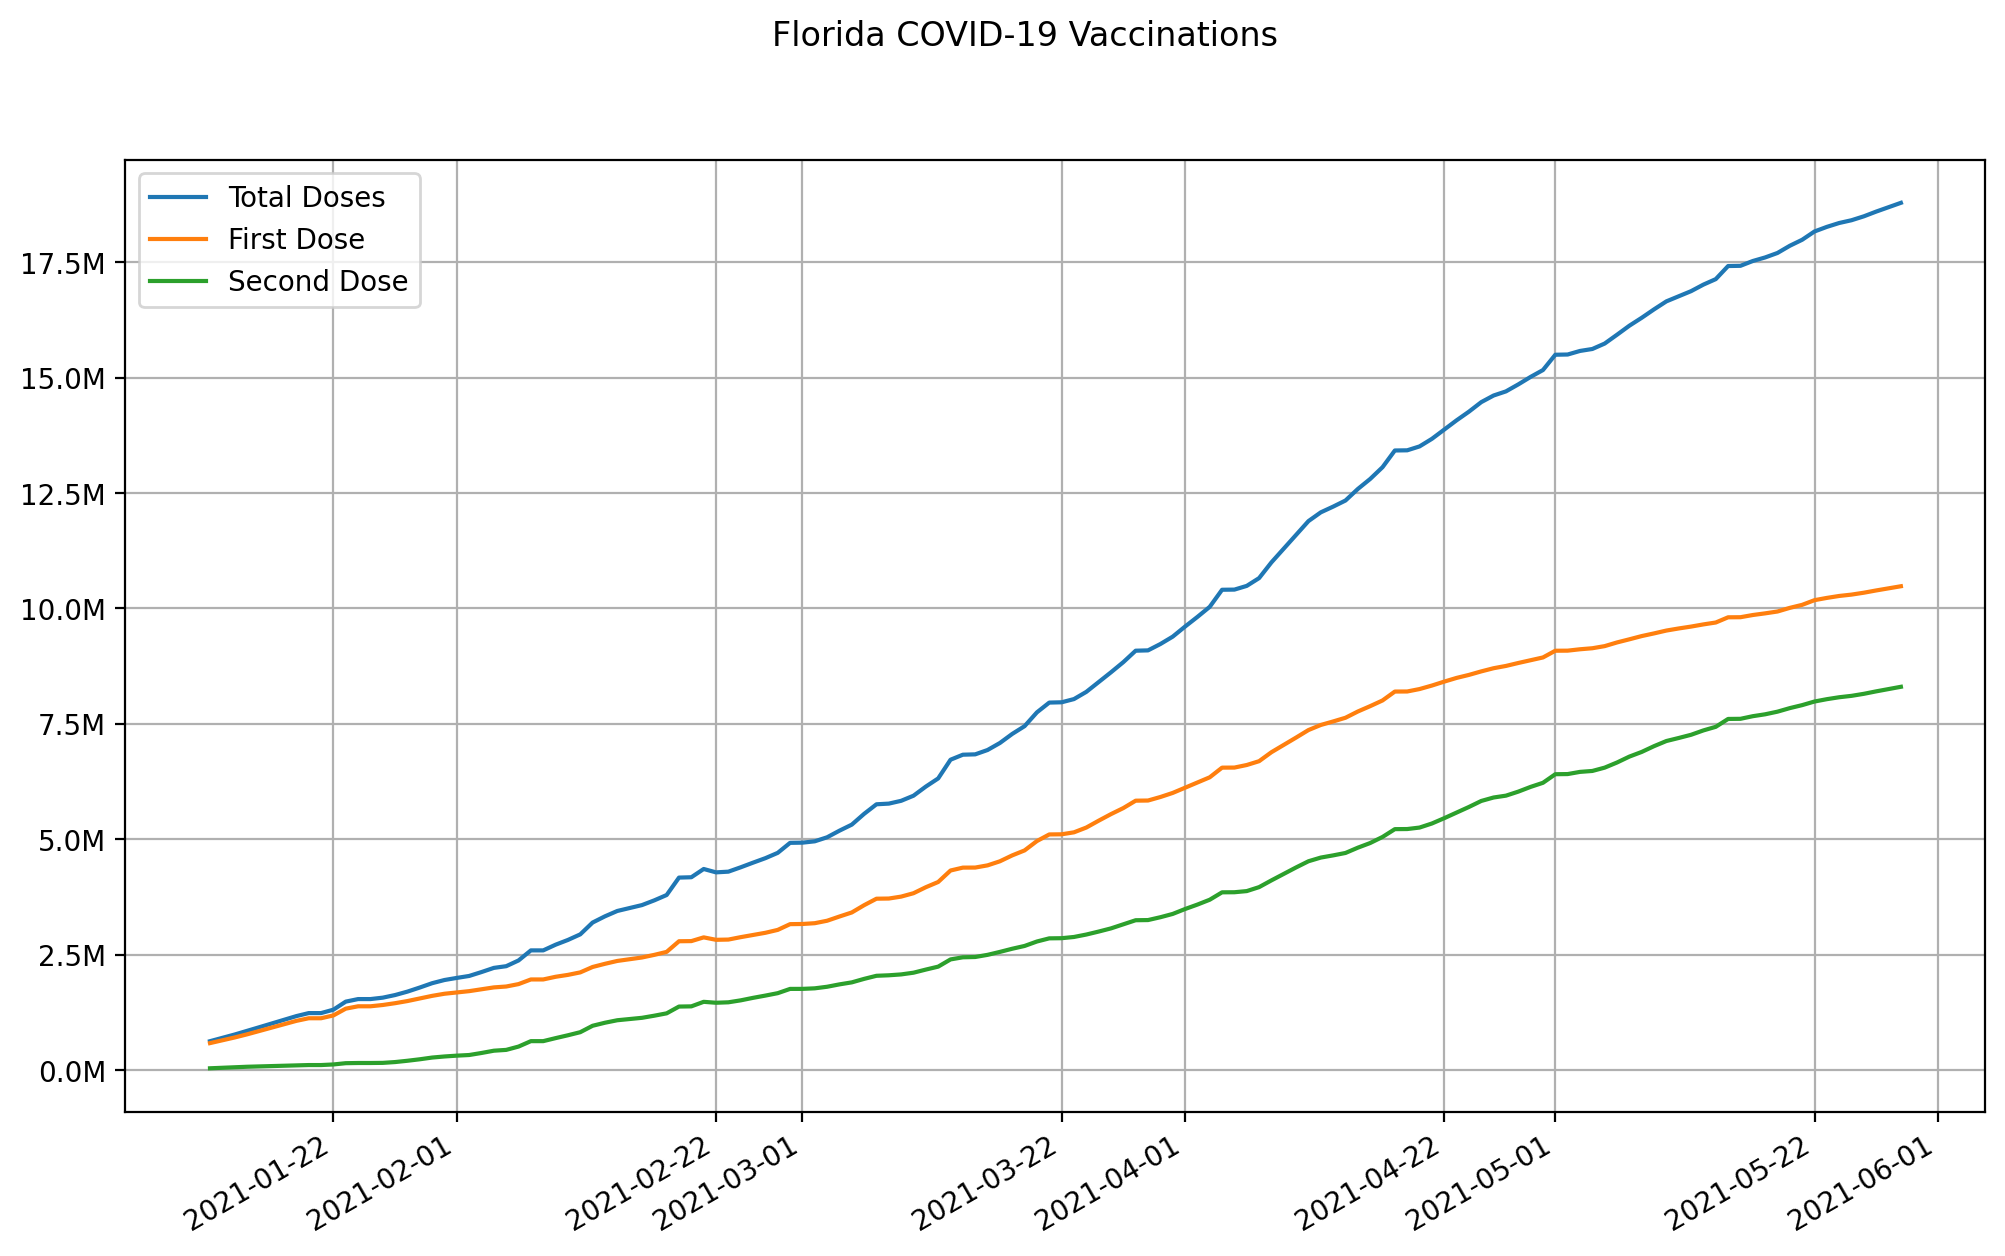 Florida COVID-19 Vaccinations
Total Doses
First Dose
Second Dose
17.5M
15.0M
12.5M
10.0M
7.5M
5.0M
2.5M
0.0M
2021-01-22
2021-02-01
2021-02-22
2021-03-01
2021-03-22
2021-04-01
2021-04-22
2021-05-01
2021-05-22
2021-06-01